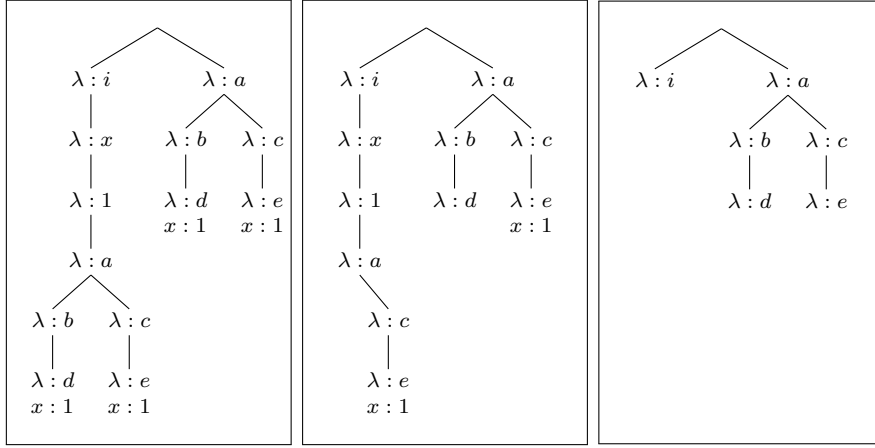 λ : i λ : a
λ : x λ : b λ : c
λ : 1 λ : d λ : e
x : 1 x : 1
λ : a
λ : b λ : c
λ : d λ : e
x : 1 x : 1
λ : i λ : a
λ : x λ : b λ : c
λ : 1 λ : d λ : e
x : 1
λ : a
λ : c
λ : e
x : 1
λ : i λ : a
λ : b λ : c
λ : d λ : e